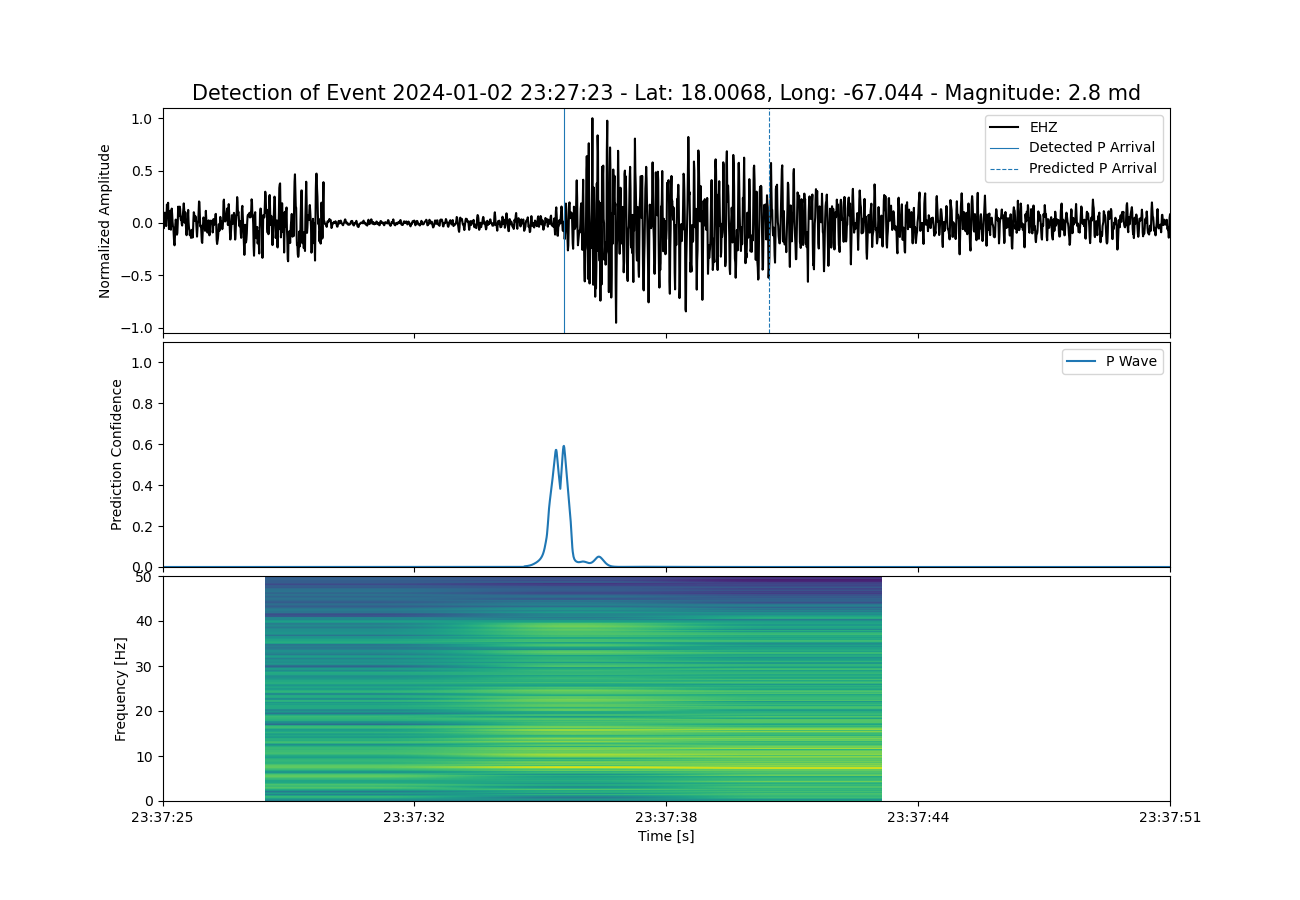 Detection of Event 2024-01-02 23:27:23 - Lat: 18.0068, Long: -67.044 - Magnitude: 2.8 md
Normalized Amplitude
1.0
0.5
0.0
−0.5
−1.0
EHZ
Detected P Arrival
Predicted P Arrival
Prediction Confidence
1.0
0.8
0.6
0.4
0.2
0.0
P Wave
Frequency [Hz]
50
40
30
20
10
0
23:37:25 23:37:32 23:37:38 23:37:44 23:37:51
Time [s]